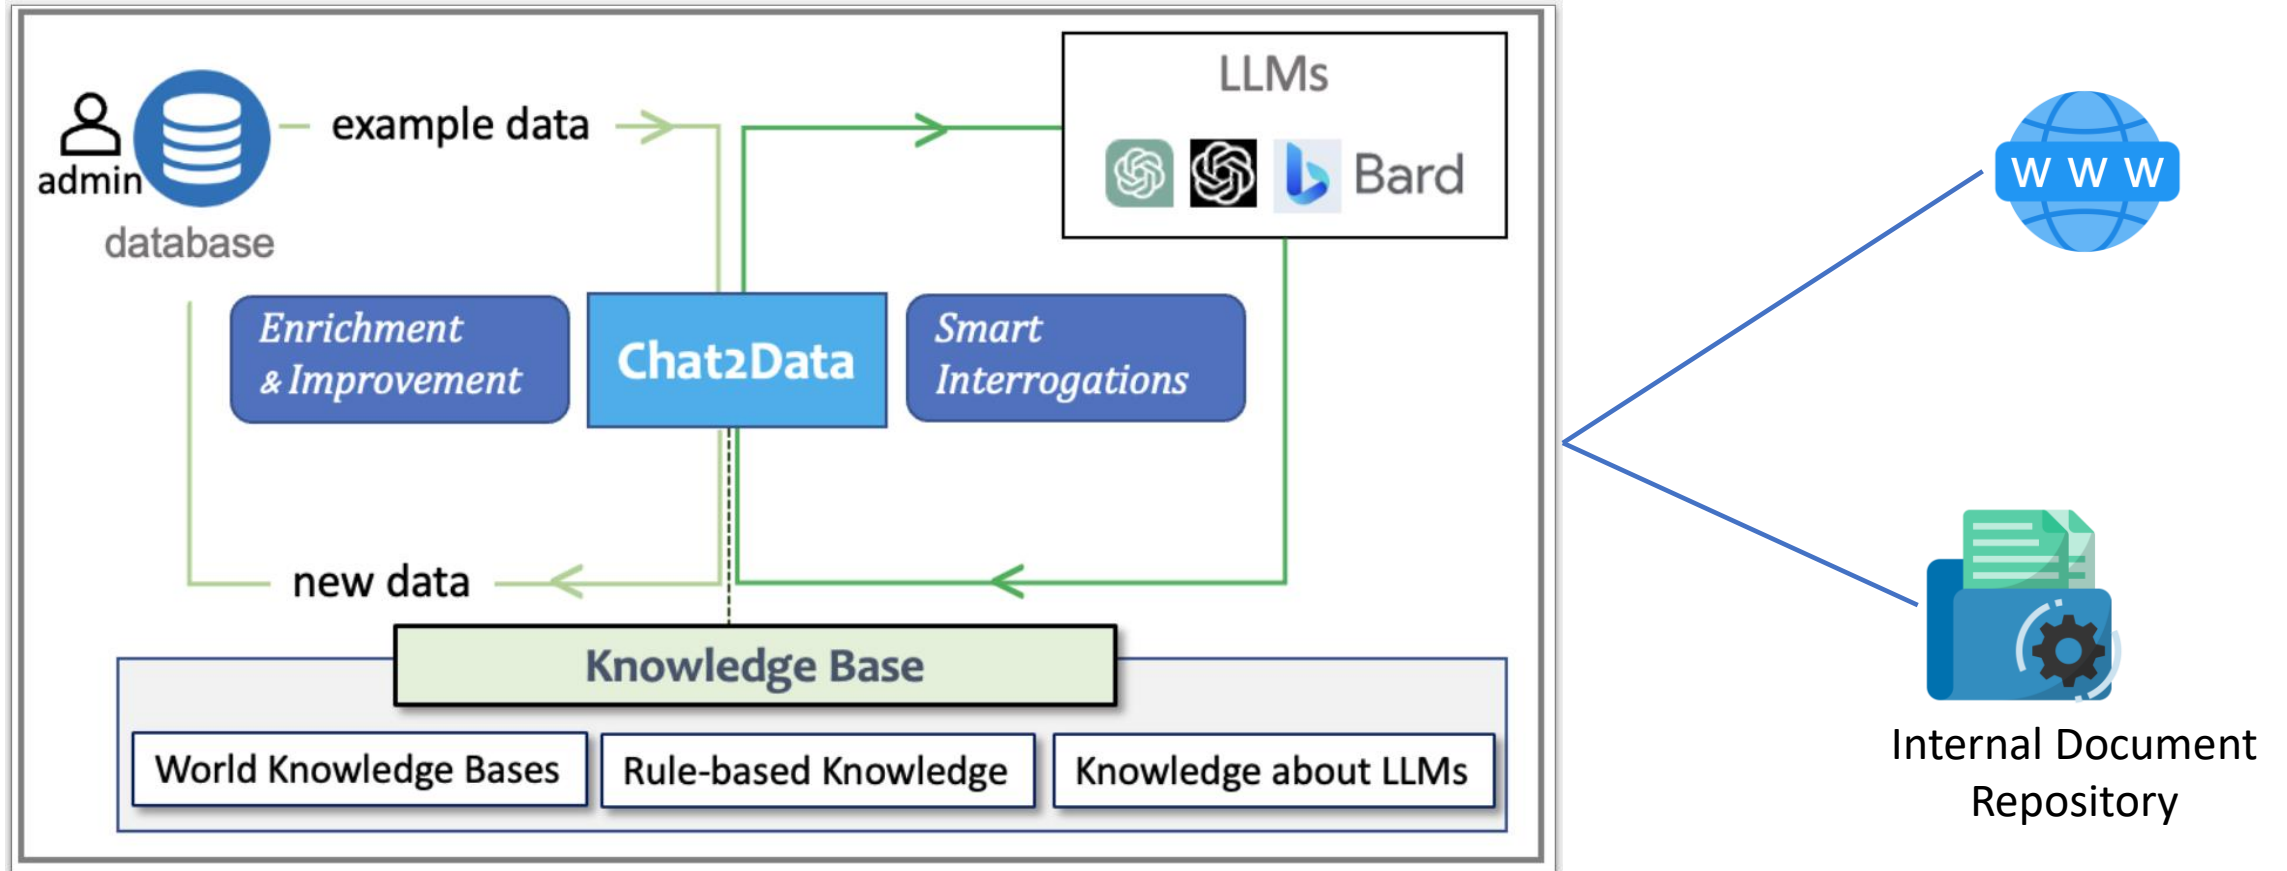 LLMs
example data
Bard
admin
database
Enrichment
& Improvement
Chat2Data
Smart
Interrogations
new data
Knowledge Base
World Knowledge Bases
Rule-based Knowledge
Knowledge about LLMs
W W W
Internal Document
Repository